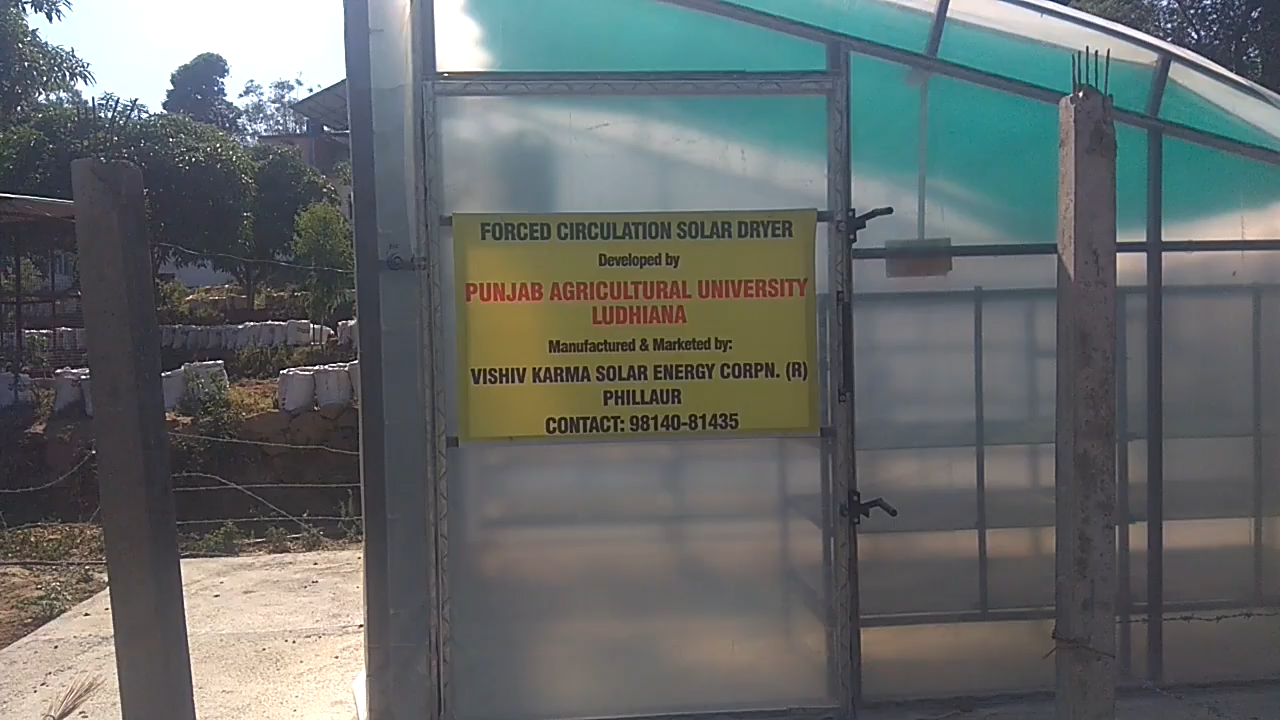 FORCED CIRCULATION SOLAR DRYER
Developed by
PUNJAB AGRICULTURAL UNIVERSITY
LUDHIANA
Manufactured & Marketed by:
VISHIV KARMA SOLAR ENERGY CORPN. (R)
PHILLAUR
CONTACT: 98140-81435